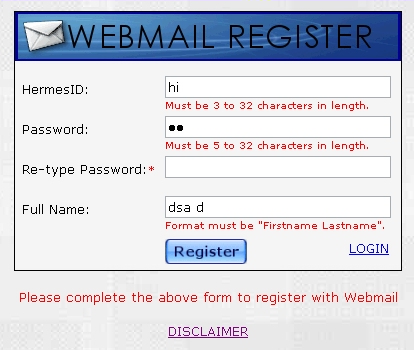 WEBMAIL REGISTER
HermesID: hi
Must be 3 to 32 characters in length.
Password: ●●
Must be 5 to 32 characters in length.
Re-type Password:*
Full Name: dsa d
Format must be "Firstname Lastname".
Register LOGIN
Please complete the above form to register with Webmail
DISCLAIMER